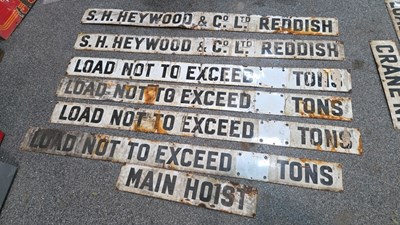 S. H. HEYWOOD & CO LTD REDDISH
S. H. HEYWOOD & CO LTD REDDISH
LOAD NOT TO EXCEED TONS
LOAD NOT TO EXCEED TONS
LOAD NOT TO EXCEED TONS
LOAD NOT TO EXCEED TONS
MAIN HOIST
CRANE